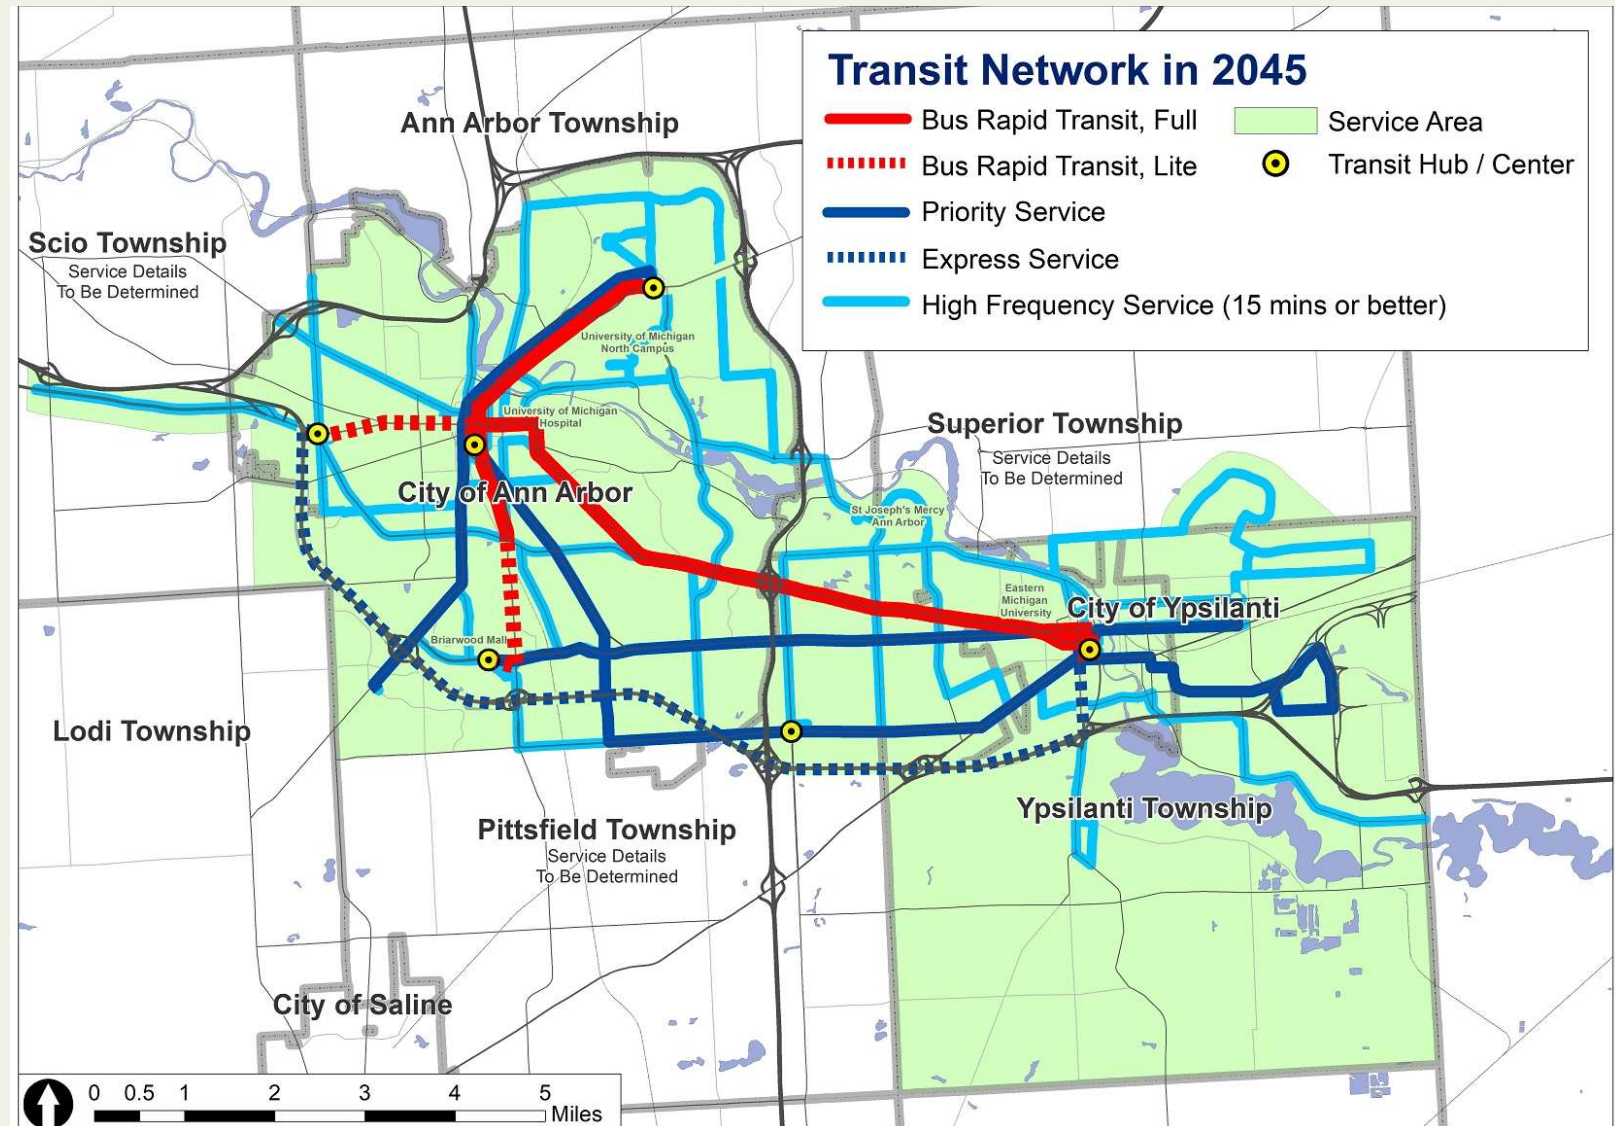 Transit Network in 2045
Bus Rapid Transit, Full
Bus Rapid Transit, Lite
Priority Service
Express Service
High Frequency Service (15 mins or better)
Service Area
Transit Hub / Center
Ann Arbor Township
Scio Township
Service Details
To Be Determined
University of Michigan
North Campus
University of Michigan
Hospital
Superior Township
Service Details
To Be Determined
City of Ann Arbor
St Joseph's Mercy
Ann Arbor
Eastern
Michigan
University
City of Ypsilanti
Briarwood Mall
Lodi Township
Ypsilanti Township
Pittsfield Township
Service Details
To Be Determined
City of Saline
0 0.5 1 2 3 4 5
Miles